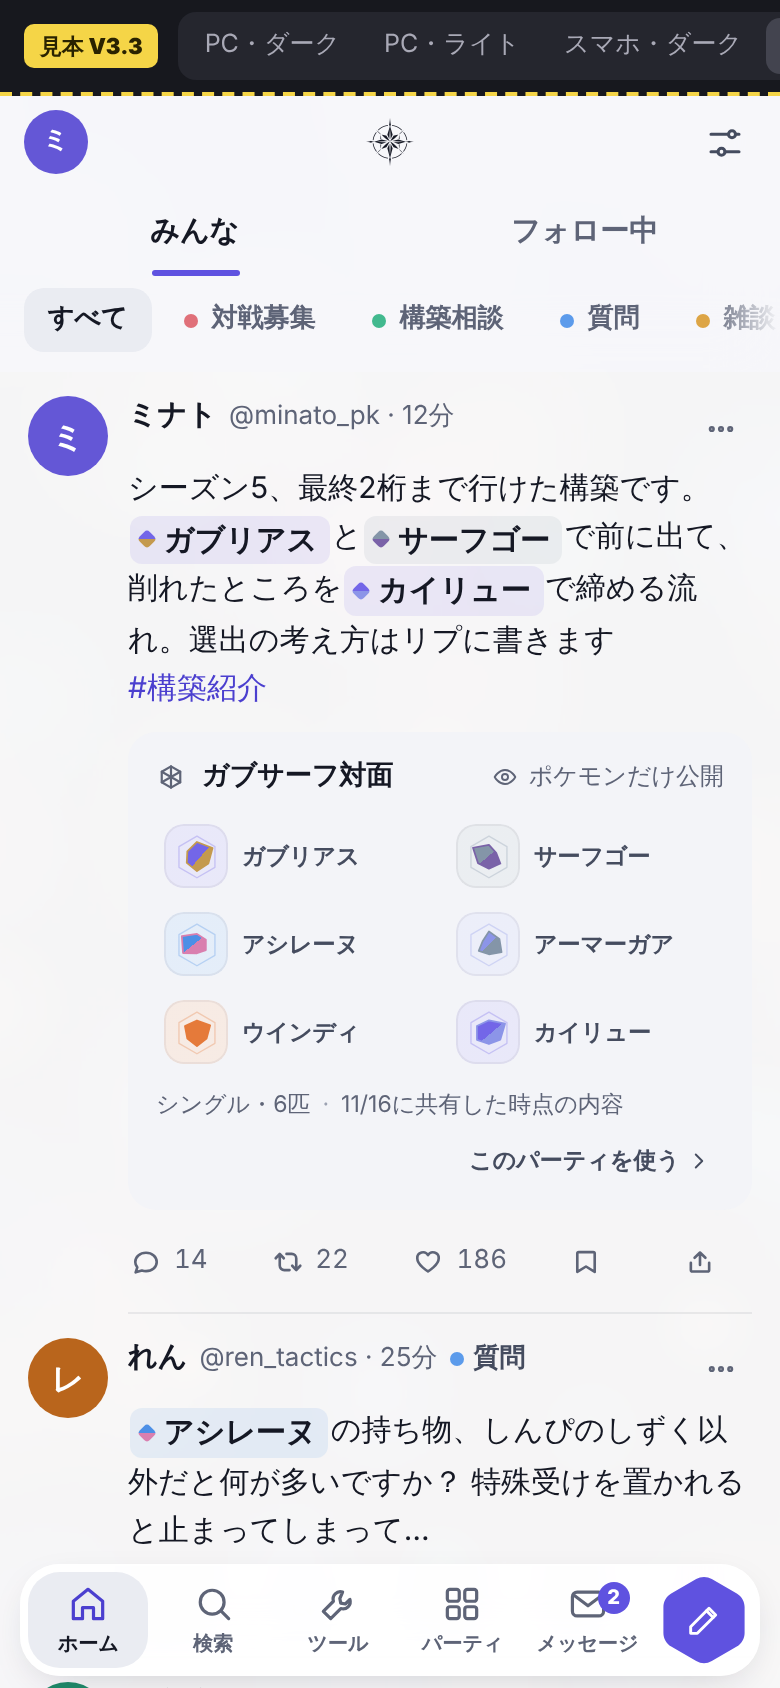 見本 V3.3
PC・ダーク
PC・ライト
スマホ・ダーク
ミ
みんな
フォロー中
すべて
対戦募集
構築相談
質問
雑談
ミ
ミナト @minato_pk · 12分
シーズン5、最終2桁まで行けた構築です。
ガブリアス と サーフゴー で前に出て、
削れたところを カイリュー で締める流
れ。選出の考え方はリプに書きます
#構築紹介
ガブサーフ対面
ポケモンだけ公開
ガブリアス
サーフゴー
アシレーヌ
アーマーガア
ウインディ
カイリュー
シングル・6匹 · 11/16に共有した時点の内容
このパーティを使う
14
22
186
レ
れん @ren_tactics · 25分 質問
アシレーヌ の持ち物、しんぴのしずく以
外だと何が多いですか？ 特殊受けを置かれる
と止まってしまって…
ホーム
検索
ツール
パーティ
メッセージ
2